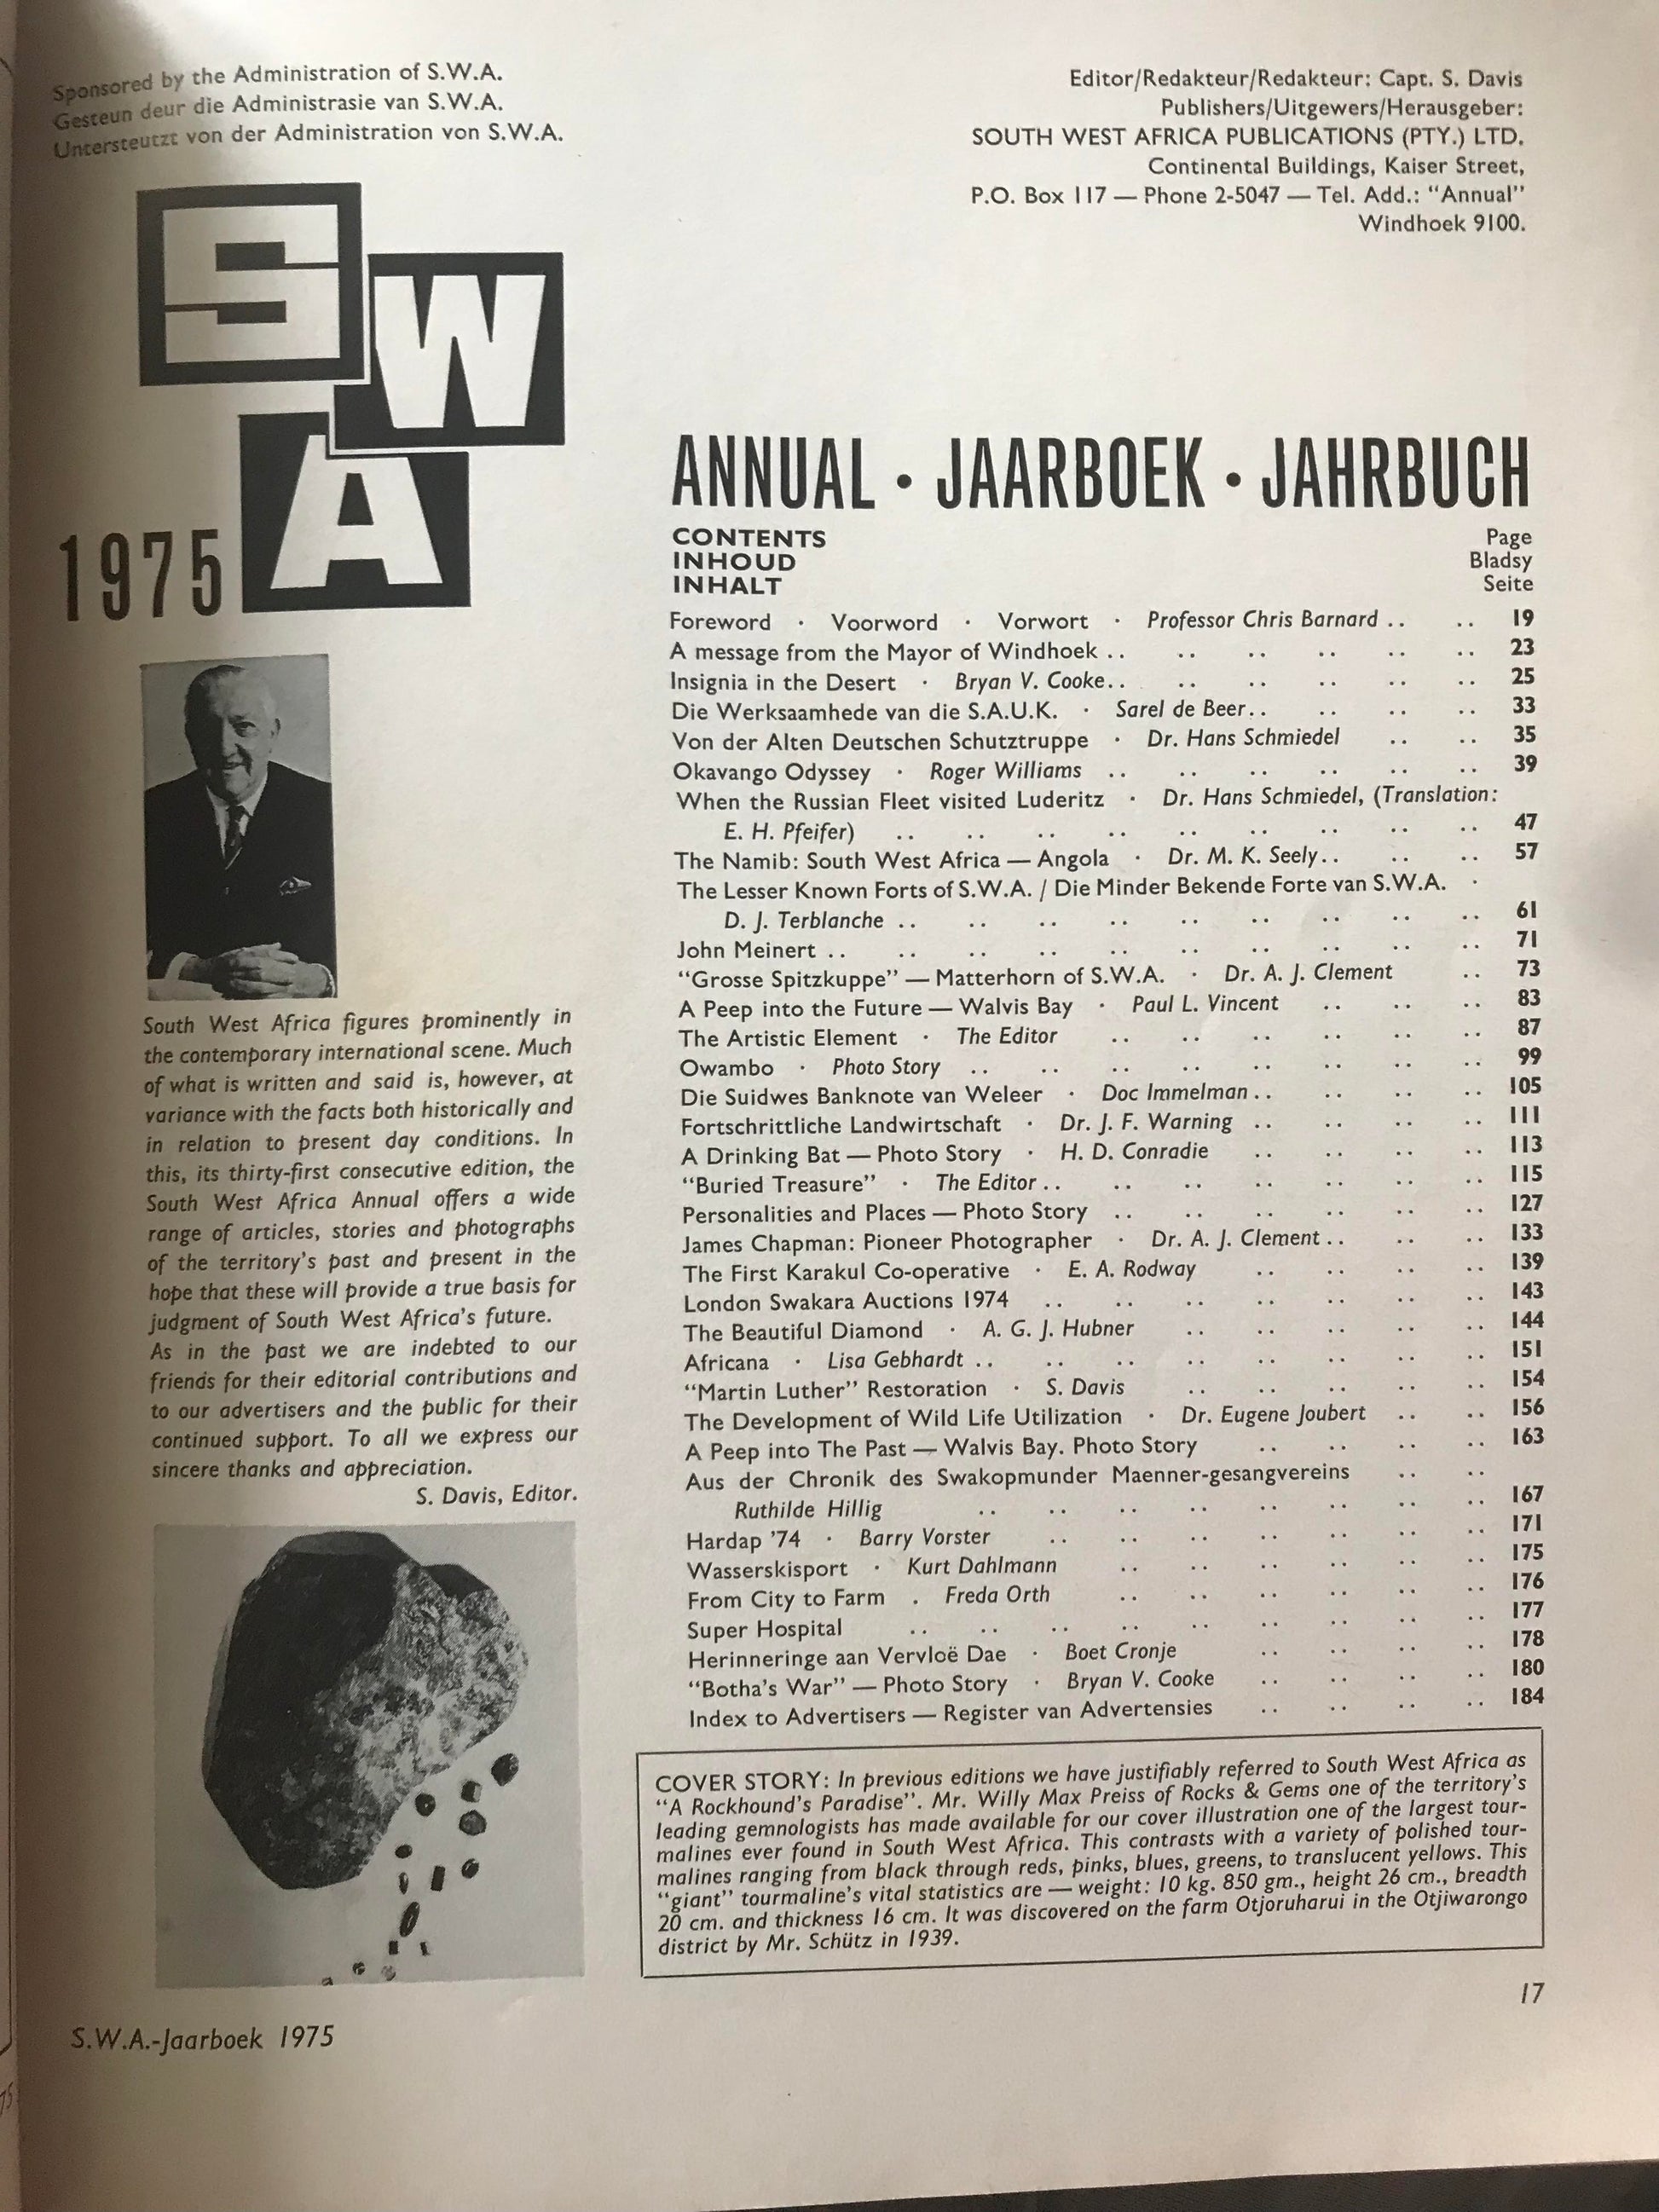 Sponsored by the Administration of S.W.A.
Gesteun deur die Administrasie van S.W.A.
Untersteutzt von der Administration von S.W.A.
Editor/Redakteur/Redakteur: Capt. S. Davis
Publishers/Uitgewers/Herausgeber:
SOUTH WEST AFRICA PUBLICATIONS (PTY.) LTD.
Continental Buildings, Kaiser Street,
P.O. Box 117 — Phone 2-5047 — Tel. Add.: “Annual”
Windhoek 9100.
S
W
A
1975
South West Africa figures prominently in
the contemporary international scene. Much
of what is written and said is, however, at
variance with the facts both historically and
in relation to present day conditions. In
this, its thirty-first consecutive edition, the
South West Africa Annual offers a wide
range of articles, stories and photographs
of the territory’s past and present in the
hope that these will provide a true basis for
judgment of South West Africa’s future.
As in the past we are indebted to our
friends for their editorial contributions and
to our advertisers and the public for their
continued support. To all we express our
sincere thanks and appreciation.
S. Davis, Editor.
ANNUAL · JAARBOEK · JAHRBUCH
CONTENTS Page
INHOUD Bladsy
INHALT Seite
Foreword · Voorword · Vorwort · Professor Chris Barnard .. .. 19
A message from the Mayor of Windhoek .. .. .. .. .. .. 23
Insignia in the Desert · Bryan V. Cooke.. .. .. .. .. .. 25
Die Werksaamhede van die S.A.U.K. · Sarel de Beer.. .. .. .. 33
Von der Alten Deutschen Schutztruppe · Dr. Hans Schmiedel .. .. 35
Okavango Odyssey · Roger Williams .. .. .. .. .. .. 39
When the Russian Fleet visited Luderitz · Dr. Hans Schmiedel, (Translation:
E. H. Pfeifer) .. .. .. .. .. .. .. .. .. 47
The Namib: South West Africa — Angola · Dr. M. K. Seely.. .. .. 57
The Lesser Known Forts of S.W.A. / Die Minder Bekende Forte van S.W.A. ·
D. J. Terblanche .. .. .. .. .. .. .. .. .. 61
John Meinert .. .. .. .. .. .. .. .. .. .. 71
“Grosse Spitzkuppe” — Matterhorn of S.W.A. · Dr. A. J. Clement .. 73
A Peep into the Future — Walvis Bay · Paul L. Vincent .. .. .. 83
The Artistic Element · The Editor .. .. .. .. .. .. 87
Owambo · Photo Story .. .. .. .. .. .. .. .. 99
Die Suidwes Banknote van Weleer · Doc Immelman .. .. .. .. 105
Fortschrittliche Landwirtschaft · Dr. J. F. Warning .. .. .. .. 111
A Drinking Bat — Photo Story · H. D. Conradie .. .. .. .. 113
“Buried Treasure” · The Editor .. .. .. .. .. .. .. 115
Personalities and Places — Photo Story .. .. .. .. .. .. 127
James Chapman: Pioneer Photographer · Dr. A. J. Clement .. .. .. 133
The First Karakul Co-operative · E. A. Rodway .. .. .. .. 139
London Swakara Auctions 1974 .. .. .. .. .. .. .. 143
The Beautiful Diamond · A. G. J. Hubner .. .. .. .. .. 144
Africana · Lisa Gebhardt .. .. .. .. .. .. .. .. 151
“Martin Luther” Restoration · S. Davis .. .. .. .. .. 154
The Development of Wild Life Utilization · Dr. Eugene Joubert .. .. 156
A Peep into The Past — Walvis Bay. Photo Story .. .. .. .. 163
Aus der Chronik des Swakopmunder Maenner-gesangvereins .. ..
Ruthilde Hillig .. .. .. .. .. .. .. .. 167
Hardap ’74 · Barry Vorster .. .. .. .. .. .. .. 171
Wasserskisport · Kurt Dahlmann .. .. .. .. .. .. 175
From City to Farm . Freda Orth .. .. .. .. .. .. 176
Super Hospital .. .. .. .. .. .. .. .. .. 177
Herinneringe aan Vervloë Dae · Boet Cronje .. .. .. .. 178
“Botha’s War” — Photo Story · Bryan V. Cooke .. .. .. .. 180
Index to Advertisers — Register van Advertensies .. .. .. .. 184
COVER STORY: In previous editions we have justifiably referred to South West Africa as
“A Rockhound’s Paradise”. Mr. Willy Max Preiss of Rocks & Gems one of the territory’s
leading gemnologists has made available for our cover illustration one of the largest tour-
malines ever found in South West Africa. This contrasts with a variety of polished tour-
malines ranging from black through reds, pinks, blues, greens, to translucent yellows. This
“giant” tourmaline’s vital statistics are — weight: 10 kg. 850 gm., height 26 cm., breadth
20 cm. and thickness 16 cm. It was discovered on the farm Otjoruharui in the Otjiwarongo
district by Mr. Schütz in 1939.
17
S.W.A.-Jaarboek 1975